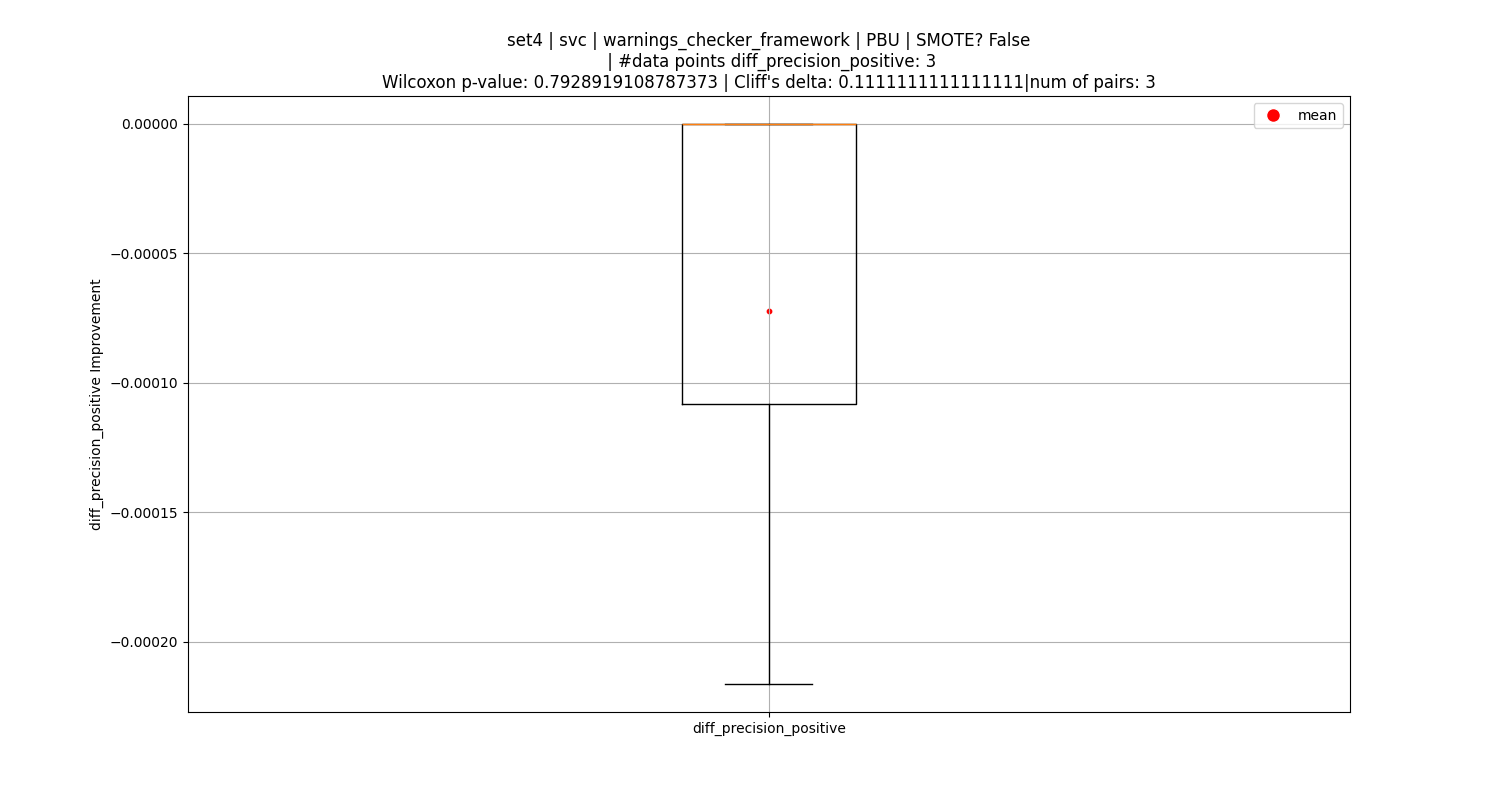 set4 | svc | warnings_checker_framework | PBU | SMOTE? False
| #data points diff_precision_positive: 3
Wilcoxon p-value: 0.7928919108787373 | Cliff's delta: 0.1111111111111111|num of pairs: 3
mean
0.00000
−0.00005
−0.00010
−0.00015
−0.00020
diff_precision_positive Improvement
diff_precision_positive